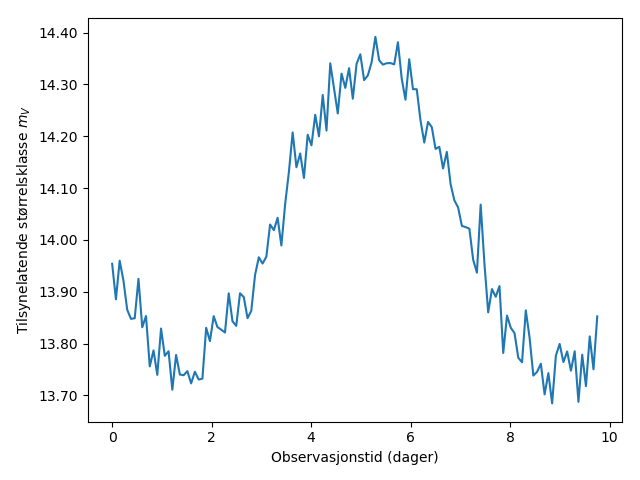 14.40
14.30
14.20
14.10
14.00
13.90
13.80
13.70
Tilsynelatende størrelsklasse $m_V$
0 2 4 6 8 10
Observasjonstid (dager)